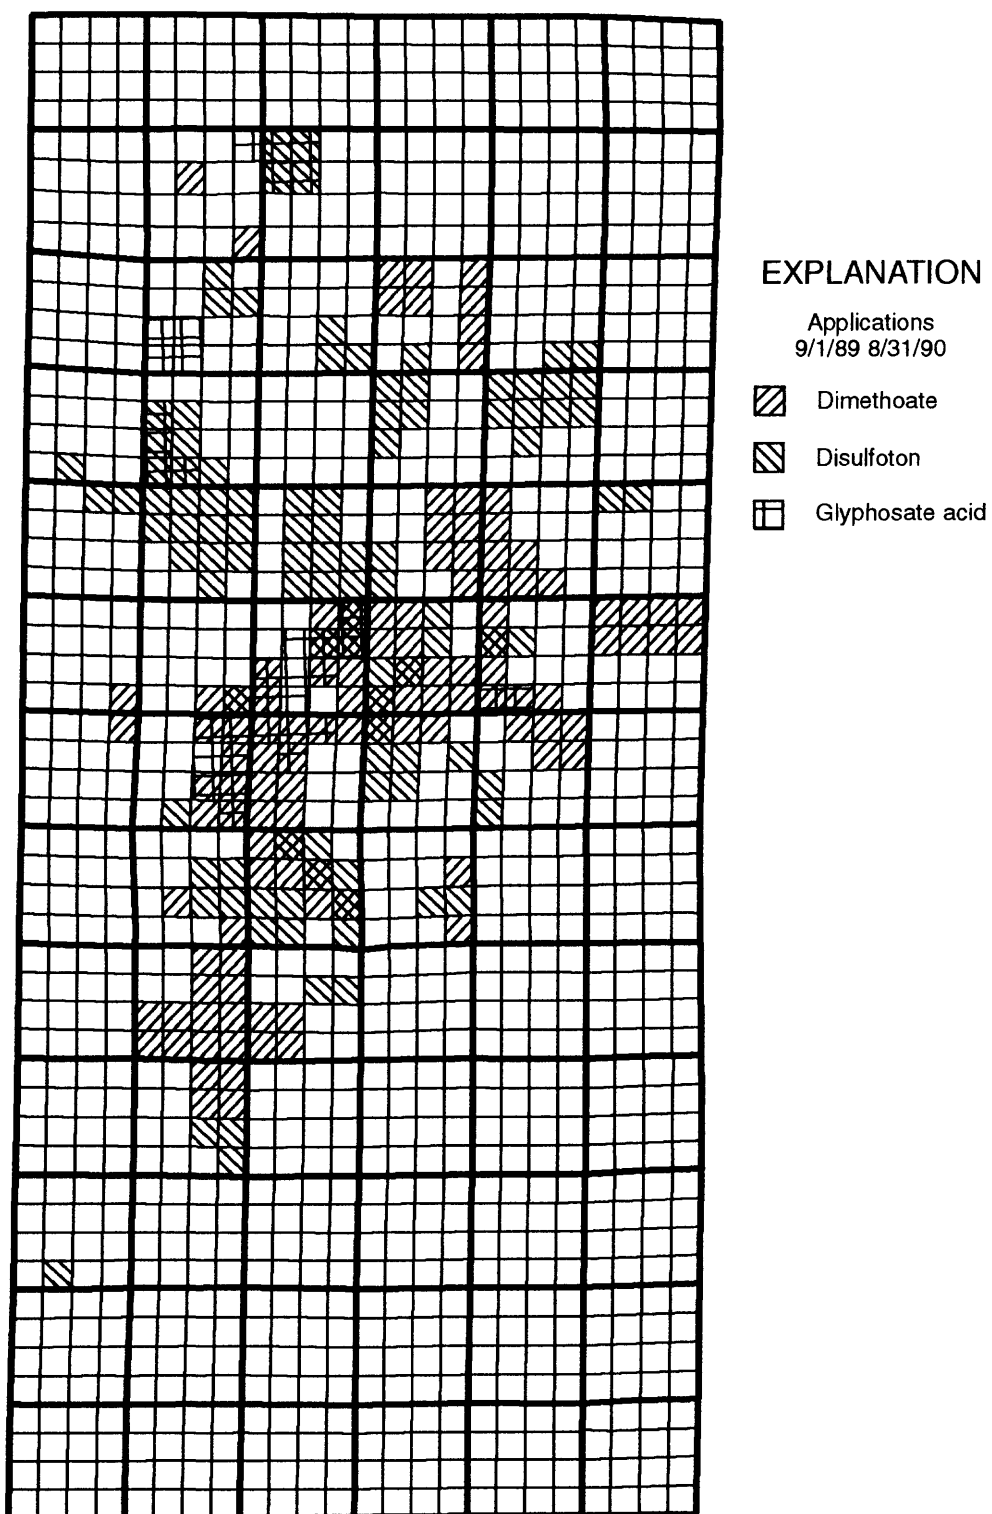 EXPLANATION
Applications
9/1/89 8/31/90
Dimethoate
Disulfoton
Glyphosate acid